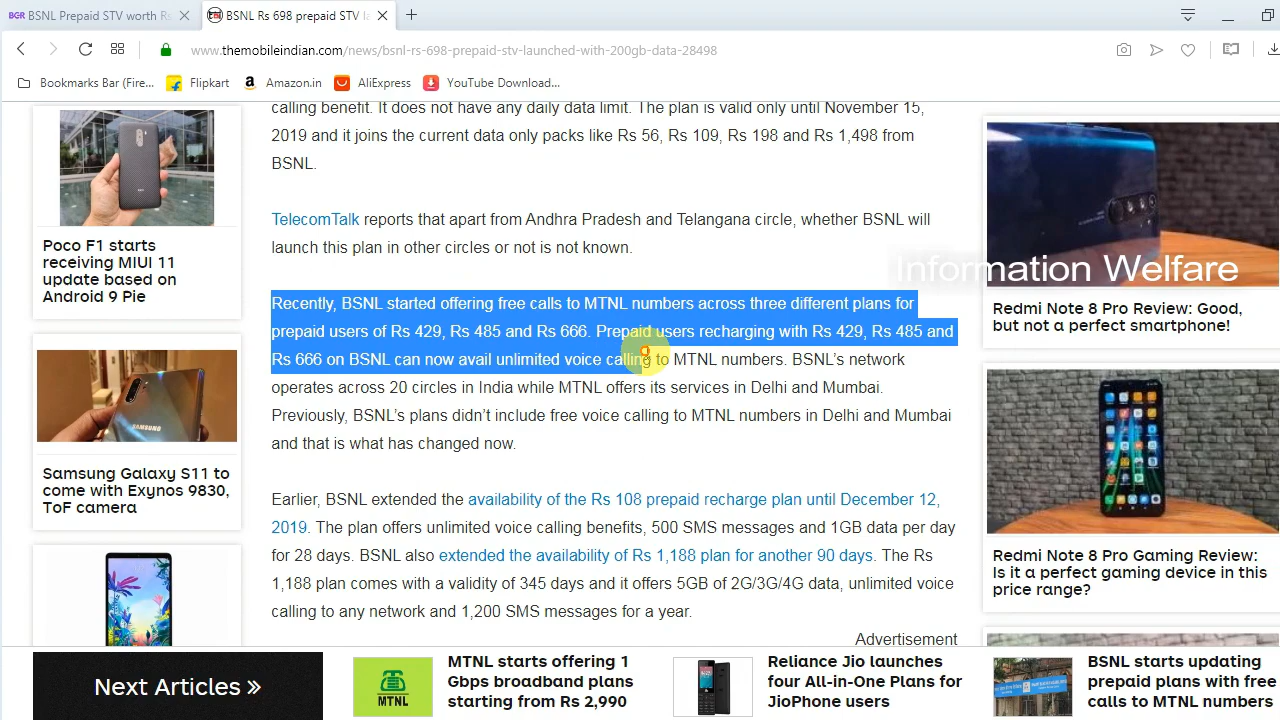 BGR BSNL Prepaid STV worth Rs
BSNL Rs 698 prepaid STV la
www.themobileindian.com/news/bsnl-rs-698-prepaid-stv-launched-with-200gb-data-28498
Bookmarks Bar (Fire...
Flipkart
Amazon.in
AliExpress
YouTube Download...
calling benefit. It does not have any daily data limit. The plan is valid only until November 15,
2019 and it joins the current data only packs like Rs 56, Rs 109, Rs 198 and Rs 1,498 from
BSNL.
TelecomTalk reports that apart from Andhra Pradesh and Telangana circle, whether BSNL will
launch this plan in other circles or not is not known.
Recently, BSNL started offering free calls to MTNL numbers across three different plans for
prepaid users of Rs 429, Rs 485 and Rs 666. Prepaid users recharging with Rs 429, Rs 485 and
Rs 666 on BSNL can now avail unlimited voice calling to MTNL numbers. BSNL's network
operates across 20 circles in India while MTNL offers its services in Delhi and Mumbai.
Previously, BSNL's plans didn't include free voice calling to MTNL numbers in Delhi and Mumbai
and that is what has changed now.
Earlier, BSNL extended the availability of the Rs 108 prepaid recharge plan until December 12,
2019. The plan offers unlimited voice calling benefits, 500 SMS messages and 1GB data per day
for 28 days. BSNL also extended the availability of Rs 1,188 plan for another 90 days. The Rs
1,188 plan comes with a validity of 345 days and it offers 5GB of 2G/3G/4G data, unlimited voice
calling to any network and 1,200 SMS messages for a year.
Advertisement
Poco F1 starts
receiving MIUI 11
update based on
Android 9 Pie
SAMSUNG
Samsung Galaxy S11 to
come with Exynos 9830,
ToF camera
Information Welfare
Redmi Note 8 Pro Review: Good,
but not a perfect smartphone!
Redmi Note 8 Pro Gaming Review:
Is it a perfect gaming device in this
price range?
Next Articles »
MTNL
MTNL starts offering 1
Gbps broadband plans
starting from Rs 2,990
Reliance Jio launches
four All-in-One Plans for
JioPhone users
BSNL starts updating
prepaid plans with free
calls to MTNL numbers